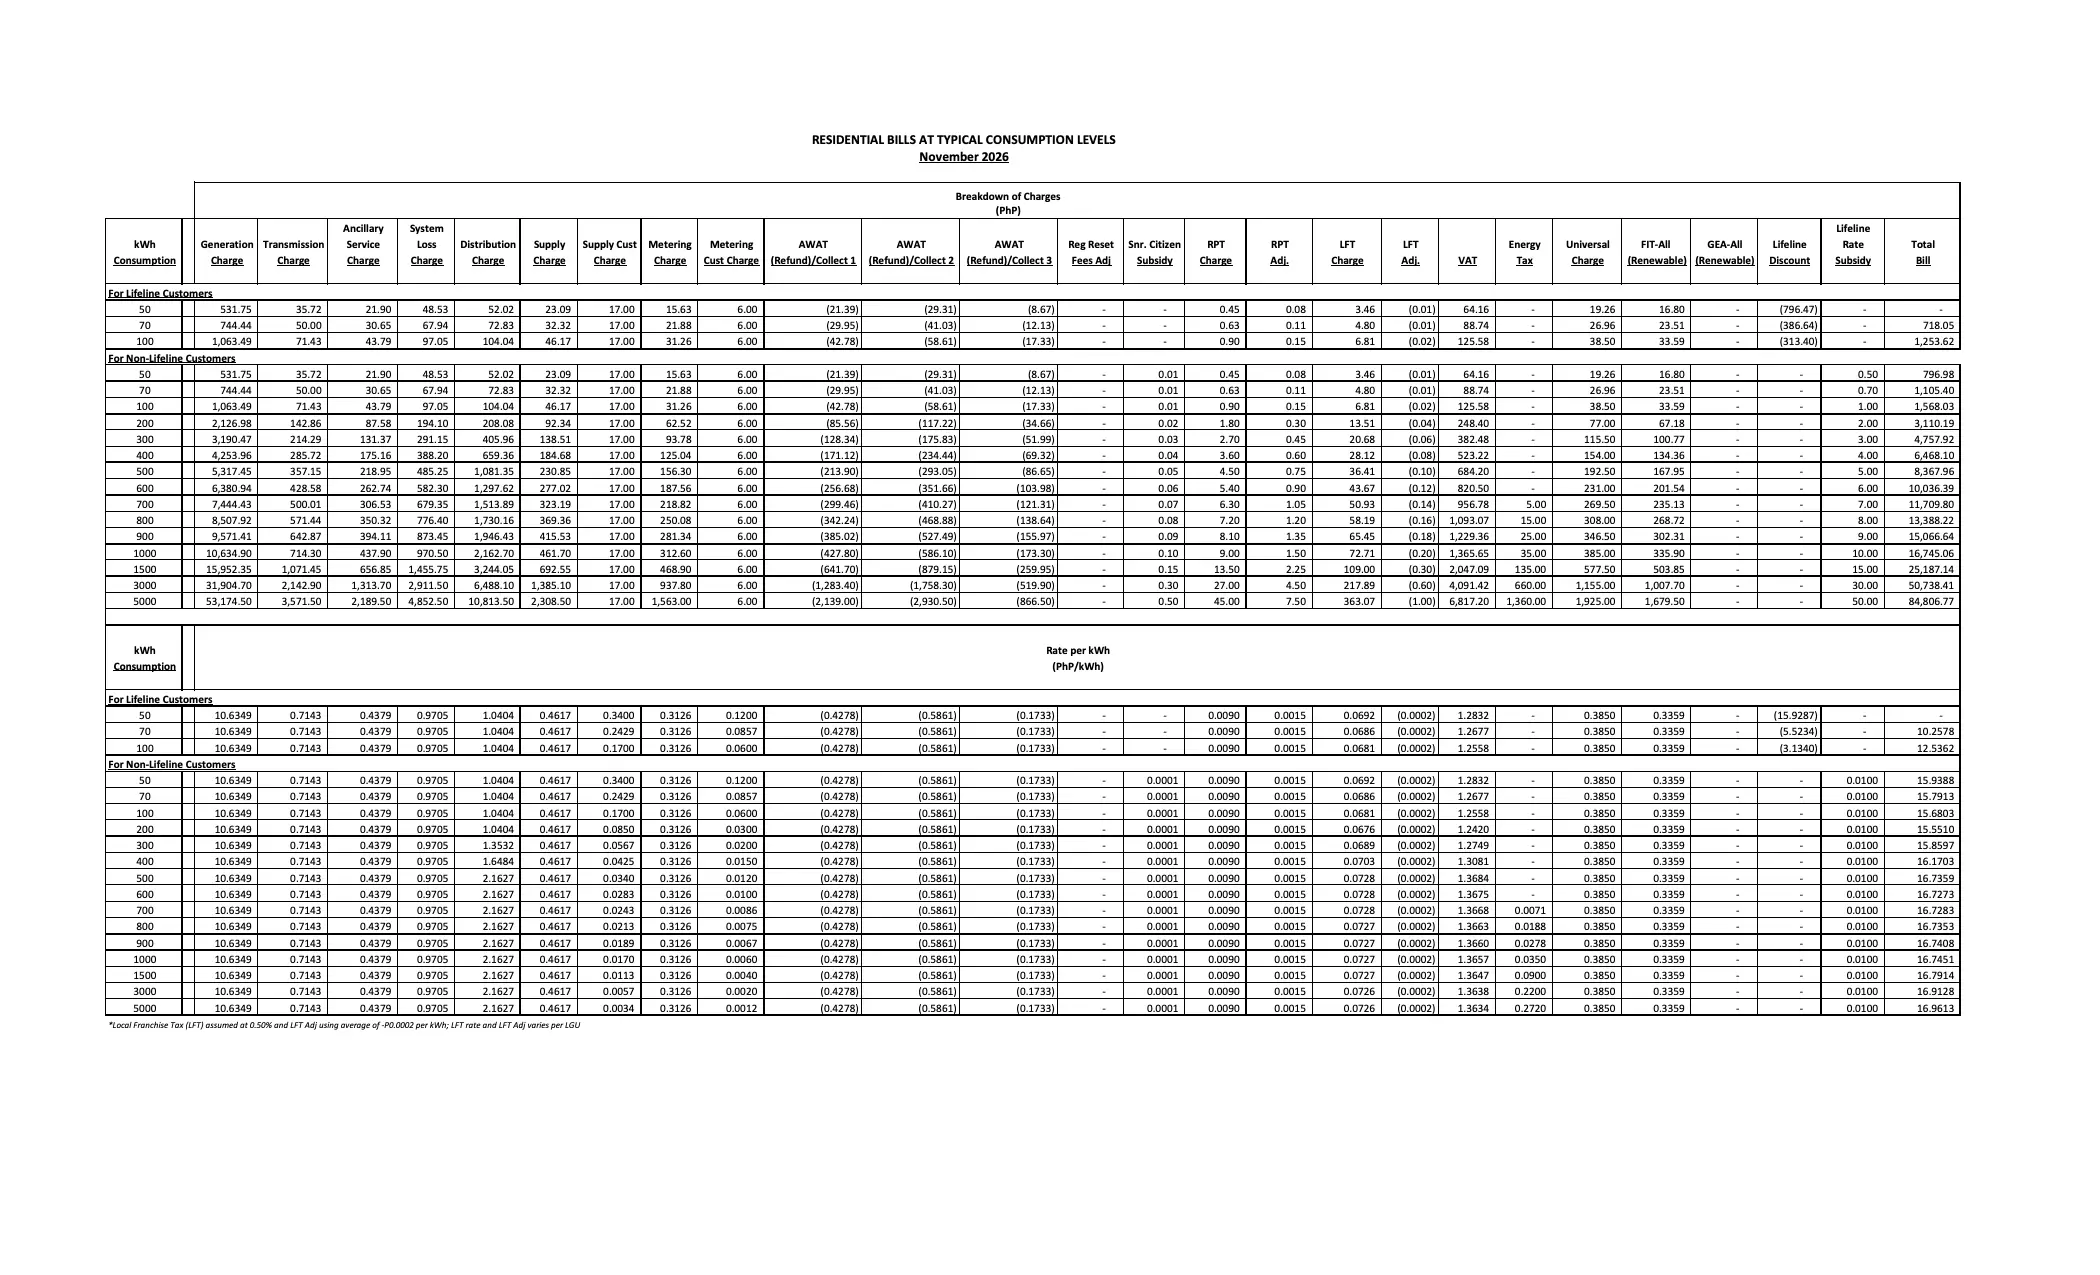 RESIDENTIAL BILLS AT TYPICAL CONSUMPTION LEVELS
November 2026
Breakdown of Charges
(PhP)
kWh Consumption Generation Charge Transmission Charge Ancillary Service Charge System Loss Charge Distribution Charge Supply Charge Supply Cust Charge Metering Charge Metering Cust Charge AWAT (Refund)/Collect 1 AWAT (Refund)/Collect 2 AWAT (Refund)/Collect 3 Reg Reset Fees Adj Snr. Citizen Subsidy RPT Charge RPT Adj. LFT Charge LFT Adj. VAT Energy Tax Universal Charge FIT-All (Renewable) GEA-All (Renewable) Lifeline Discount Lifeline Rate Subsidy Total Bill
For Lifeline Customers
50 531.75 35.72 21.90 48.53 52.02 23.09 17.00 15.63 6.00 (21.39) (29.31) (8.67) - - 0.45 0.08 3.46 (0.01) 64.16 - 19.26 16.80 - (796.47) - -
70 744.44 50.00 30.65 67.94 72.83 32.32 17.00 21.88 6.00 (29.95) (41.03) (12.13) - - 0.63 0.11 4.80 (0.01) 88.74 - 26.96 23.51 - (386.64) - 718.05
100 1,063.49 71.43 43.79 97.05 104.04 46.17 17.00 31.26 6.00 (42.78) (58.61) (17.33) - - 0.90 0.15 6.81 (0.02) 125.58 - 38.50 33.59 - (313.40) - 1,253.62
For Non-Lifeline Customers
50 531.75 35.72 21.90 48.53 52.02 23.09 17.00 15.63 6.00 (21.39) (29.31) (8.67) - 0.01 0.45 0.08 3.46 (0.01) 64.16 - 19.26 16.80 - - 0.50 796.98
70 744.44 50.00 30.65 67.94 72.83 32.32 17.00 21.88 6.00 (29.95) (41.03) (12.13) - 0.01 0.63 0.11 4.80 (0.01) 88.74 - 26.96 23.51 - - 0.70 1,105.40
100 1,063.49 71.43 43.79 97.05 104.04 46.17 17.00 31.26 6.00 (42.78) (58.61) (17.33) - 0.01 0.90 0.15 6.81 (0.02) 125.58 - 38.50 33.59 - - 1.00 1,568.03
200 2,126.98 142.86 87.58 194.10 208.08 92.34 17.00 62.52 6.00 (85.56) (117.22) (34.66) - 0.02 1.80 0.30 13.51 (0.04) 248.40 - 77.00 67.18 - - 2.00 3,110.19
300 3,190.47 214.29 131.37 291.15 405.96 138.51 17.00 93.78 6.00 (128.34) (175.83) (51.99) - 0.03 2.70 0.45 20.68 (0.06) 382.48 - 115.50 100.77 - - 3.00 4,757.92
400 4,253.96 285.72 175.16 388.20 659.36 184.68 17.00 125.04 6.00 (171.12) (234.44) (69.32) - 0.04 3.60 0.60 28.12 (0.08) 523.22 - 154.00 134.36 - - 4.00 6,468.10
500 5,317.45 357.15 218.95 485.25 1,081.35 230.85 17.00 156.30 6.00 (213.90) (293.05) (86.65) - 0.05 4.50 0.75 36.41 (0.10) 684.20 - 192.50 167.95 - - 5.00 8,367.96
600 6,380.94 428.58 262.74 582.30 1,297.62 277.02 17.00 187.56 6.00 (256.68) (351.66) (103.98) - 0.06 5.40 0.90 43.67 (0.12) 820.50 - 231.00 201.54 - - 6.00 10,036.39
700 7,444.43 500.01 306.53 679.35 1,513.89 323.19 17.00 218.82 6.00 (299.46) (410.27) (121.31) - 0.07 6.30 1.05 50.93 (0.14) 956.78 5.00 269.50 235.13 - - 7.00 11,709.80
800 8,507.92 571.44 350.32 776.40 1,730.16 369.36 17.00 250.08 6.00 (342.24) (468.88) (138.64) - 0.08 7.20 1.20 58.19 (0.16) 1,093.07 15.00 308.00 268.72 - - 8.00 13,388.22
900 9,571.41 642.87 394.11 873.45 1,946.43 415.53 17.00 281.34 6.00 (385.02) (527.49) (155.97) - 0.09 8.10 1.35 65.45 (0.18) 1,229.36 25.00 346.50 302.31 - - 9.00 15,066.64
1000 10,634.90 714.30 437.90 970.50 2,162.70 461.70 17.00 312.60 6.00 (427.80) (586.10) (173.30) - 0.10 9.00 1.50 72.71 (0.20) 1,365.65 35.00 385.00 335.90 - - 10.00 16,745.06
1500 15,952.35 1,071.45 656.85 1,455.75 3,244.05 692.55 17.00 468.90 6.00 (641.70) (879.15) (259.95) - 0.15 13.50 2.25 109.00 (0.30) 2,047.09 135.00 577.50 503.85 - - 15.00 25,187.14
3000 31,904.70 2,142.90 1,313.70 2,911.50 6,488.10 1,385.10 17.00 937.80 6.00 (1,283.40) (1,758.30) (519.90) - 0.30 27.00 4.50 217.89 (0.60) 4,091.42 660.00 1,155.00 1,007.70 - - 30.00 50,738.41
5000 53,174.50 3,571.50 2,189.50 4,852.50 10,813.50 2,308.50 17.00 1,563.00 6.00 (2,139.00) (2,930.50) (866.50) - 0.50 45.00 7.50 363.07 (1.00) 6,817.20 1,360.00 1,925.00 1,679.50 - - 50.00 84,806.77
kWh Consumption
Rate per kWh
(PhP/kWh)
For Lifeline Customers
50 10.6349 0.7143 0.4379 0.9705 1.0404 0.4617 0.3400 0.3126 0.1200 (0.4278) (0.5861) (0.1733) - - 0.0090 0.0015 0.0692 (0.0002) 1.2832 - 0.3850 0.3359 - (15.9287) - -
70 10.6349 0.7143 0.4379 0.9705 1.0404 0.4617 0.2429 0.3126 0.0857 (0.4278) (0.5861) (0.1733) - - 0.0090 0.0015 0.0686 (0.0002) 1.2677 - 0.3850 0.3359 - (5.5234) - 10.2578
100 10.6349 0.7143 0.4379 0.9705 1.0404 0.4617 0.1700 0.3126 0.0600 (0.4278) (0.5861) (0.1733) - - 0.0090 0.0015 0.0681 (0.0002) 1.2558 - 0.3850 0.3359 - (3.1340) - 12.5362
For Non-Lifeline Customers
50 10.6349 0.7143 0.4379 0.9705 1.0404 0.4617 0.3400 0.3126 0.1200 (0.4278) (0.5861) (0.1733) - 0.0001 0.0090 0.0015 0.0692 (0.0002) 1.2832 - 0.3850 0.3359 - - 0.0100 15.9388
70 10.6349 0.7143 0.4379 0.9705 1.0404 0.4617 0.2429 0.3126 0.0857 (0.4278) (0.5861) (0.1733) - 0.0001 0.0090 0.0015 0.0686 (0.0002) 1.2677 - 0.3850 0.3359 - - 0.0100 15.7913
100 10.6349 0.7143 0.4379 0.9705 1.0404 0.4617 0.1700 0.3126 0.0600 (0.4278) (0.5861) (0.1733) - 0.0001 0.0090 0.0015 0.0681 (0.0002) 1.2558 - 0.3850 0.3359 - - 0.0100 15.6803
200 10.6349 0.7143 0.4379 0.9705 1.0404 0.4617 0.0850 0.3126 0.0300 (0.4278) (0.5861) (0.1733) - 0.0001 0.0090 0.0015 0.0676 (0.0002) 1.2420 - 0.3850 0.3359 - - 0.0100 15.5510
300 10.6349 0.7143 0.4379 0.9705 1.3532 0.4617 0.0567 0.3126 0.0200 (0.4278) (0.5861) (0.1733) - 0.0001 0.0090 0.0015 0.0689 (0.0002) 1.2749 - 0.3850 0.3359 - - 0.0100 15.8597
400 10.6349 0.7143 0.4379 0.9705 1.6484 0.4617 0.0425 0.3126 0.0150 (0.4278) (0.5861) (0.1733) - 0.0001 0.0090 0.0015 0.0703 (0.0002) 1.3081 - 0.3850 0.3359 - - 0.0100 16.1703
500 10.6349 0.7143 0.4379 0.9705 2.1627 0.4617 0.0340 0.3126 0.0120 (0.4278) (0.5861) (0.1733) - 0.0001 0.0090 0.0015 0.0728 (0.0002) 1.3684 - 0.3850 0.3359 - - 0.0100 16.7359
600 10.6349 0.7143 0.4379 0.9705 2.1627 0.4617 0.0283 0.3126 0.0100 (0.4278) (0.5861) (0.1733) - 0.0001 0.0090 0.0015 0.0728 (0.0002) 1.3675 - 0.3850 0.3359 - - 0.0100 16.7273
700 10.6349 0.7143 0.4379 0.9705 2.1627 0.4617 0.0243 0.3126 0.0086 (0.4278) (0.5861) (0.1733) - 0.0001 0.0090 0.0015 0.0728 (0.0002) 1.3668 0.0071 0.3850 0.3359 - - 0.0100 16.7283
800 10.6349 0.7143 0.4379 0.9705 2.1627 0.4617 0.0213 0.3126 0.0075 (0.4278) (0.5861) (0.1733) - 0.0001 0.0090 0.0015 0.0727 (0.0002) 1.3663 0.0188 0.3850 0.3359 - - 0.0100 16.7353
900 10.6349 0.7143 0.4379 0.9705 2.1627 0.4617 0.0189 0.3126 0.0067 (0.4278) (0.5861) (0.1733) - 0.0001 0.0090 0.0015 0.0727 (0.0002) 1.3660 0.0278 0.3850 0.3359 - - 0.0100 16.7408
1000 10.6349 0.7143 0.4379 0.9705 2.1627 0.4617 0.0170 0.3126 0.0060 (0.4278) (0.5861) (0.1733) - 0.0001 0.0090 0.0015 0.0727 (0.0002) 1.3657 0.0350 0.3850 0.3359 - - 0.0100 16.7451
1500 10.6349 0.7143 0.4379 0.9705 2.1627 0.4617 0.0113 0.3126 0.0040 (0.4278) (0.5861) (0.1733) - 0.0001 0.0090 0.0015 0.0727 (0.0002) 1.3647 0.0900 0.3850 0.3359 - - 0.0100 16.7914
3000 10.6349 0.7143 0.4379 0.9705 2.1627 0.4617 0.0057 0.3126 0.0020 (0.4278) (0.5861) (0.1733) - 0.0001 0.0090 0.0015 0.0726 (0.0002) 1.3638 0.2200 0.3850 0.3359 - - 0.0100 16.9128
5000 10.6349 0.7143 0.4379 0.9705 2.1627 0.4617 0.0034 0.3126 0.0012 (0.4278) (0.5861) (0.1733) - 0.0001 0.0090 0.0015 0.0726 (0.0002) 1.3634 0.2720 0.3850 0.3359 - - 0.0100 16.9613
*Local Franchise Tax (LFT) assumed at 0.50% and LFT Adj using average of -P0.0002 per kWh; LFT rate and LFT Adj varies per LGU